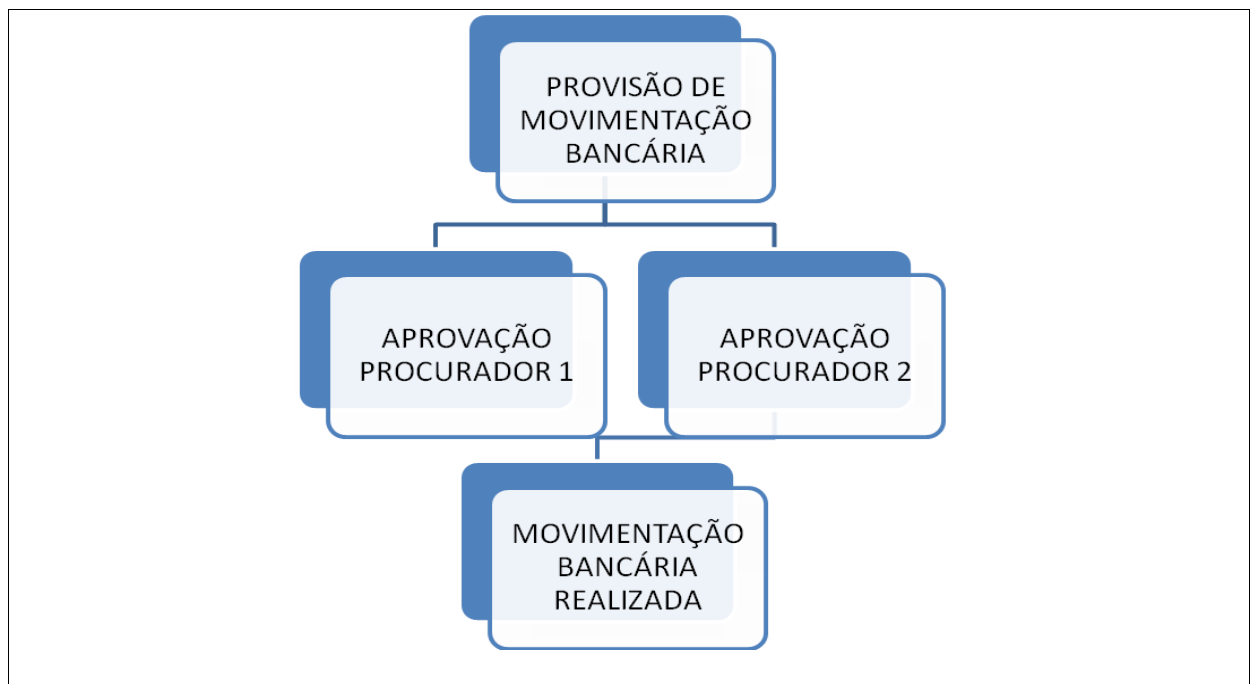 PROVISÃO DE
MOVIMENTAÇÃO
BANCÁRIA
APROVAÇÃO
PROCURADOR 1
APROVAÇÃO
PROCURADOR 2
MOVIMENTAÇÃO
BANCÁRIA
REALIZADA